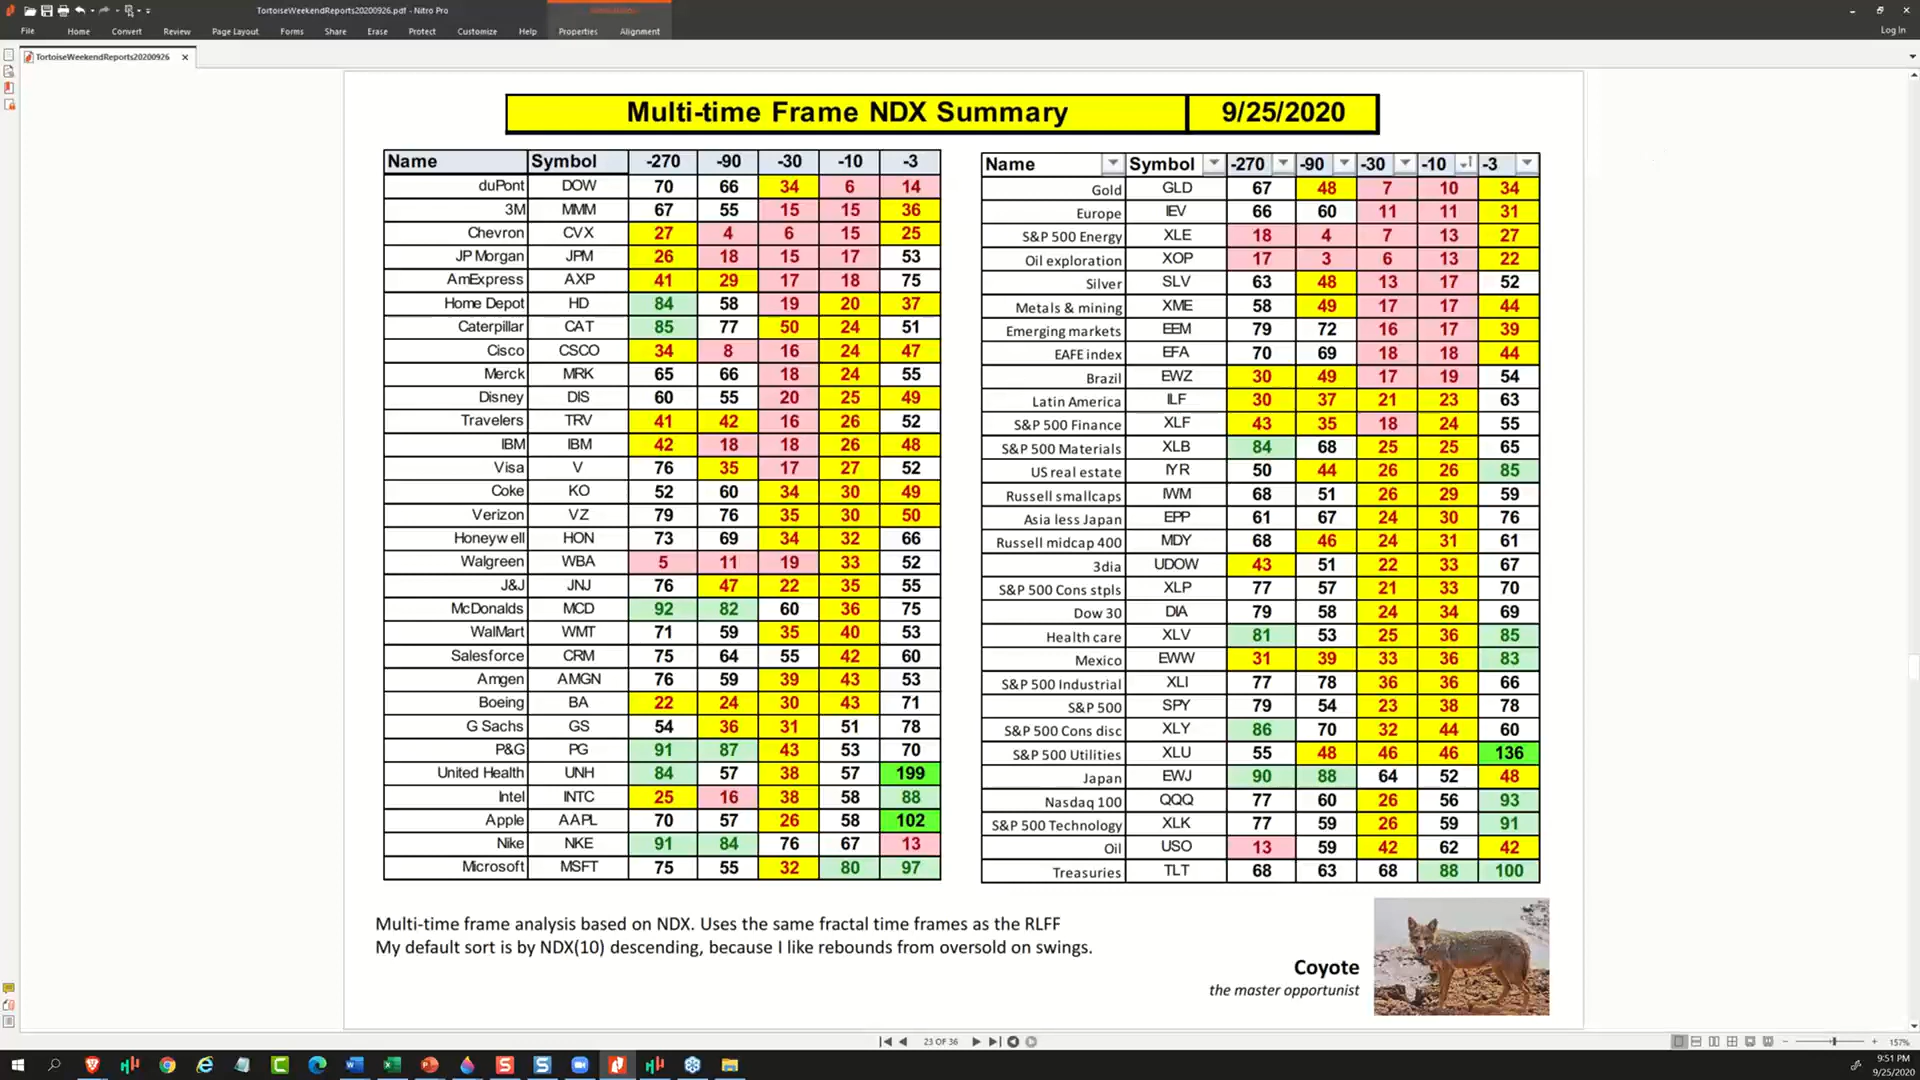 TortoiseWeekendReports20200926.pdf - Nitro Pro
File Home Convert Review Page Layout Forms Share Erase Protect Customize Help Properties Alignment
Log In
TortoiseWeekendReports20200926
Multi-time Frame NDX Summary 9/25/2020
Name Symbol -270 -90 -30 -10 -3
duPont DOW 70 66 34 6 14
3M MMM 67 55 15 15 36
Chevron CVX 27 4 6 15 25
JP Morgan JPM 26 18 15 17 53
AmExpress AXP 41 29 17 18 75
Home Depot HD 84 58 19 20 37
Caterpillar CAT 85 77 50 24 51
Cisco CSCO 34 8 16 24 47
Merck MRK 65 66 18 24 55
Disney DIS 60 55 20 25 49
Travelers TRV 41 42 16 26 52
IBM IBM 42 18 18 26 48
Visa V 76 35 17 27 52
Coke KO 52 60 34 30 49
Verizon VZ 79 76 35 30 50
Honeywell HON 73 69 34 32 66
Walgreen WBA 5 11 19 33 52
J&J JNJ 76 47 22 35 55
McDonalds MCD 92 82 60 36 75
WalMart WMT 71 59 35 40 53
Salesforce CRM 75 64 55 42 60
Amgen AMGN 76 59 39 43 53
Boeing BA 22 24 30 43 71
G Sachs GS 54 36 31 51 78
P&G PG 91 87 43 53 70
United Health UNH 84 57 38 57 199
Intel INTC 25 16 38 58 88
Apple AAPL 70 57 26 58 102
Nike NKE 91 84 76 67 13
Microsoft MSFT 75 55 32 80 97
Name Symbol -270 -90 -30 -10 -3
Gold GLD 67 48 7 10 34
Europe IEV 66 60 11 11 31
S&P 500 Energy XLE 18 4 7 13 27
Oil exploration XOP 17 3 6 13 22
Silver SLV 63 48 13 17 52
Metals & mining XME 58 49 17 17 44
Emerging markets EEM 79 72 16 17 39
EAFE index EFA 70 69 18 18 44
Brazil EWZ 30 49 17 19 54
Latin America ILF 30 37 21 23 63
S&P 500 Finance XLF 43 35 18 24 55
S&P 500 Materials XLB 84 68 25 25 65
US real estate IYR 50 44 26 26 85
Russell smallcaps IWM 68 51 26 29 59
Asia less Japan EPP 61 67 24 30 76
Russell midcap 400 MDY 68 46 24 31 61
3dia UDOW 43 51 22 33 67
S&P 500 Cons stpls XLP 77 57 21 33 70
Dow 30 DIA 79 58 24 34 69
Health care XLV 81 53 25 36 85
Mexico EWW 31 39 33 36 83
S&P 500 Industrial XLI 77 78 36 36 66
S&P 500 SPY 79 54 23 38 78
S&P 500 Cons disc XLY 86 70 32 44 60
S&P 500 Utilities XLU 55 48 46 46 136
Japan EWJ 90 88 64 52 48
Nasdaq 100 QQQ 77 60 26 56 93
S&P 500 Technology XLK 77 59 26 59 91
Oil USO 13 59 42 62 42
Treasuries TLT 68 63 68 88 100
Multi-time frame analysis based on NDX. Uses the same fractal time frames as the RLFF
My default sort is by NDX(10) descending, because I like rebounds from oversold on swings.
Coyote
the master opportunist
23 OF 36
157%
9:51 PM
9/25/2020